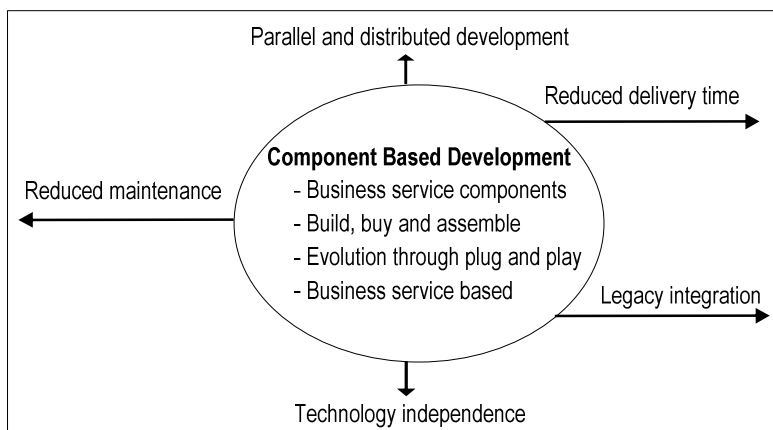 Parallel and distributed development
Reduced delivery time
Component Based Development
- Business service components
- Build, buy and assemble
- Evolution through plug and play
- Business service based
Reduced maintenance
Legacy integration
Technology independence